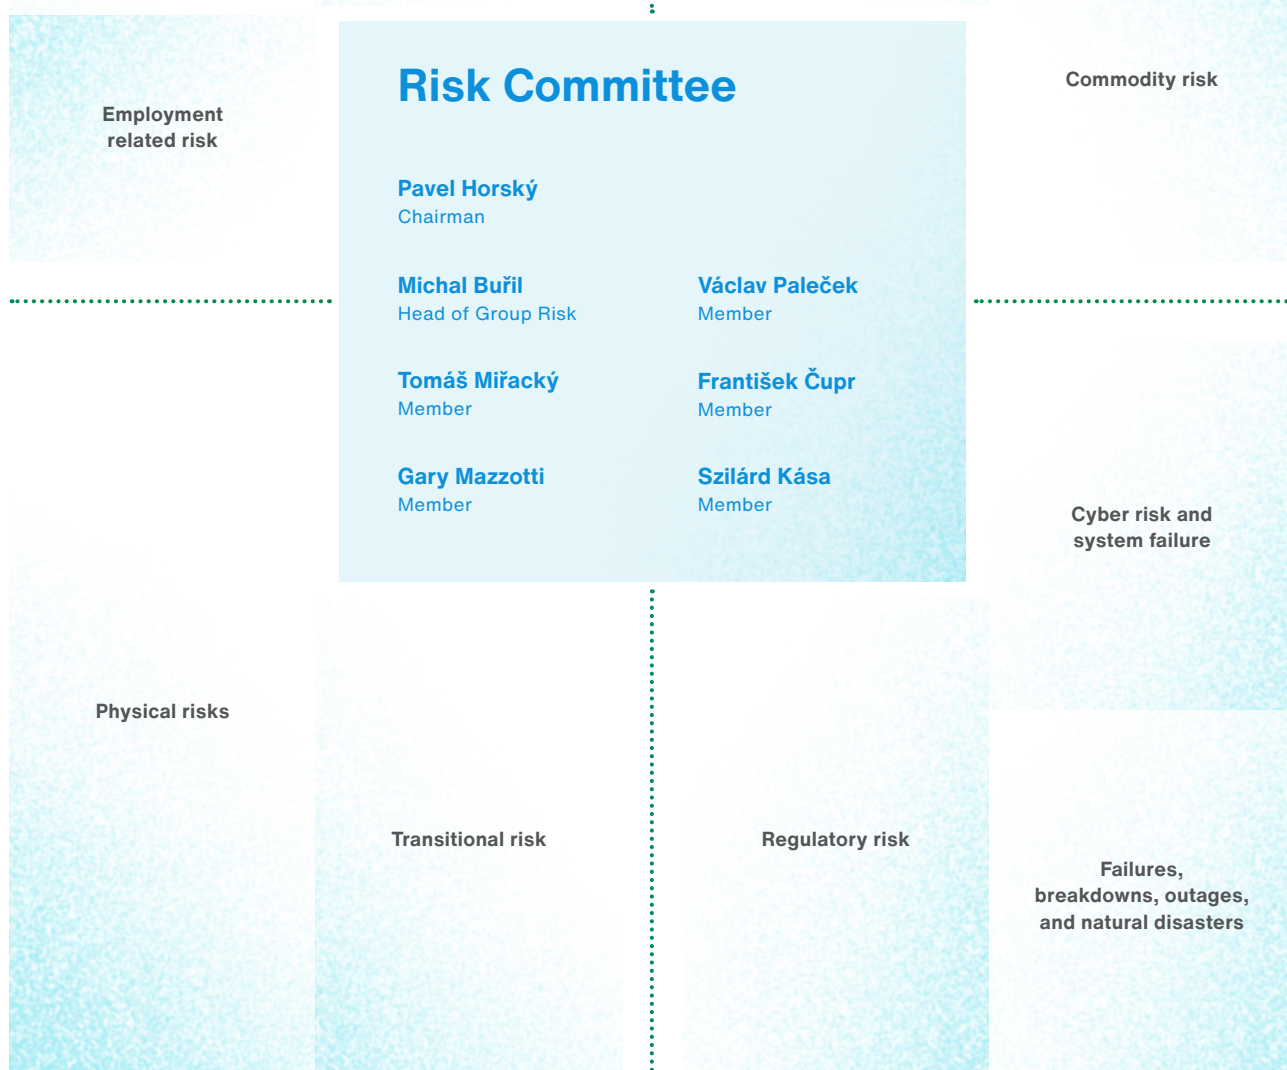 Risk Committee
Commodity risk
Employment
related risk
Pavel Horský
Chairman
Michal Buřil
Head of Group Risk
Václav Paleček
Member
Tomáš Miřacký
Member
František Čupr
Member
Gary Mazzotti
Member
Szilárd Kása
Member
Cyber risk and
system failure
Physical risks
Transitional risk
Regulatory risk
Failures,
breakdowns, outages,
and natural disasters